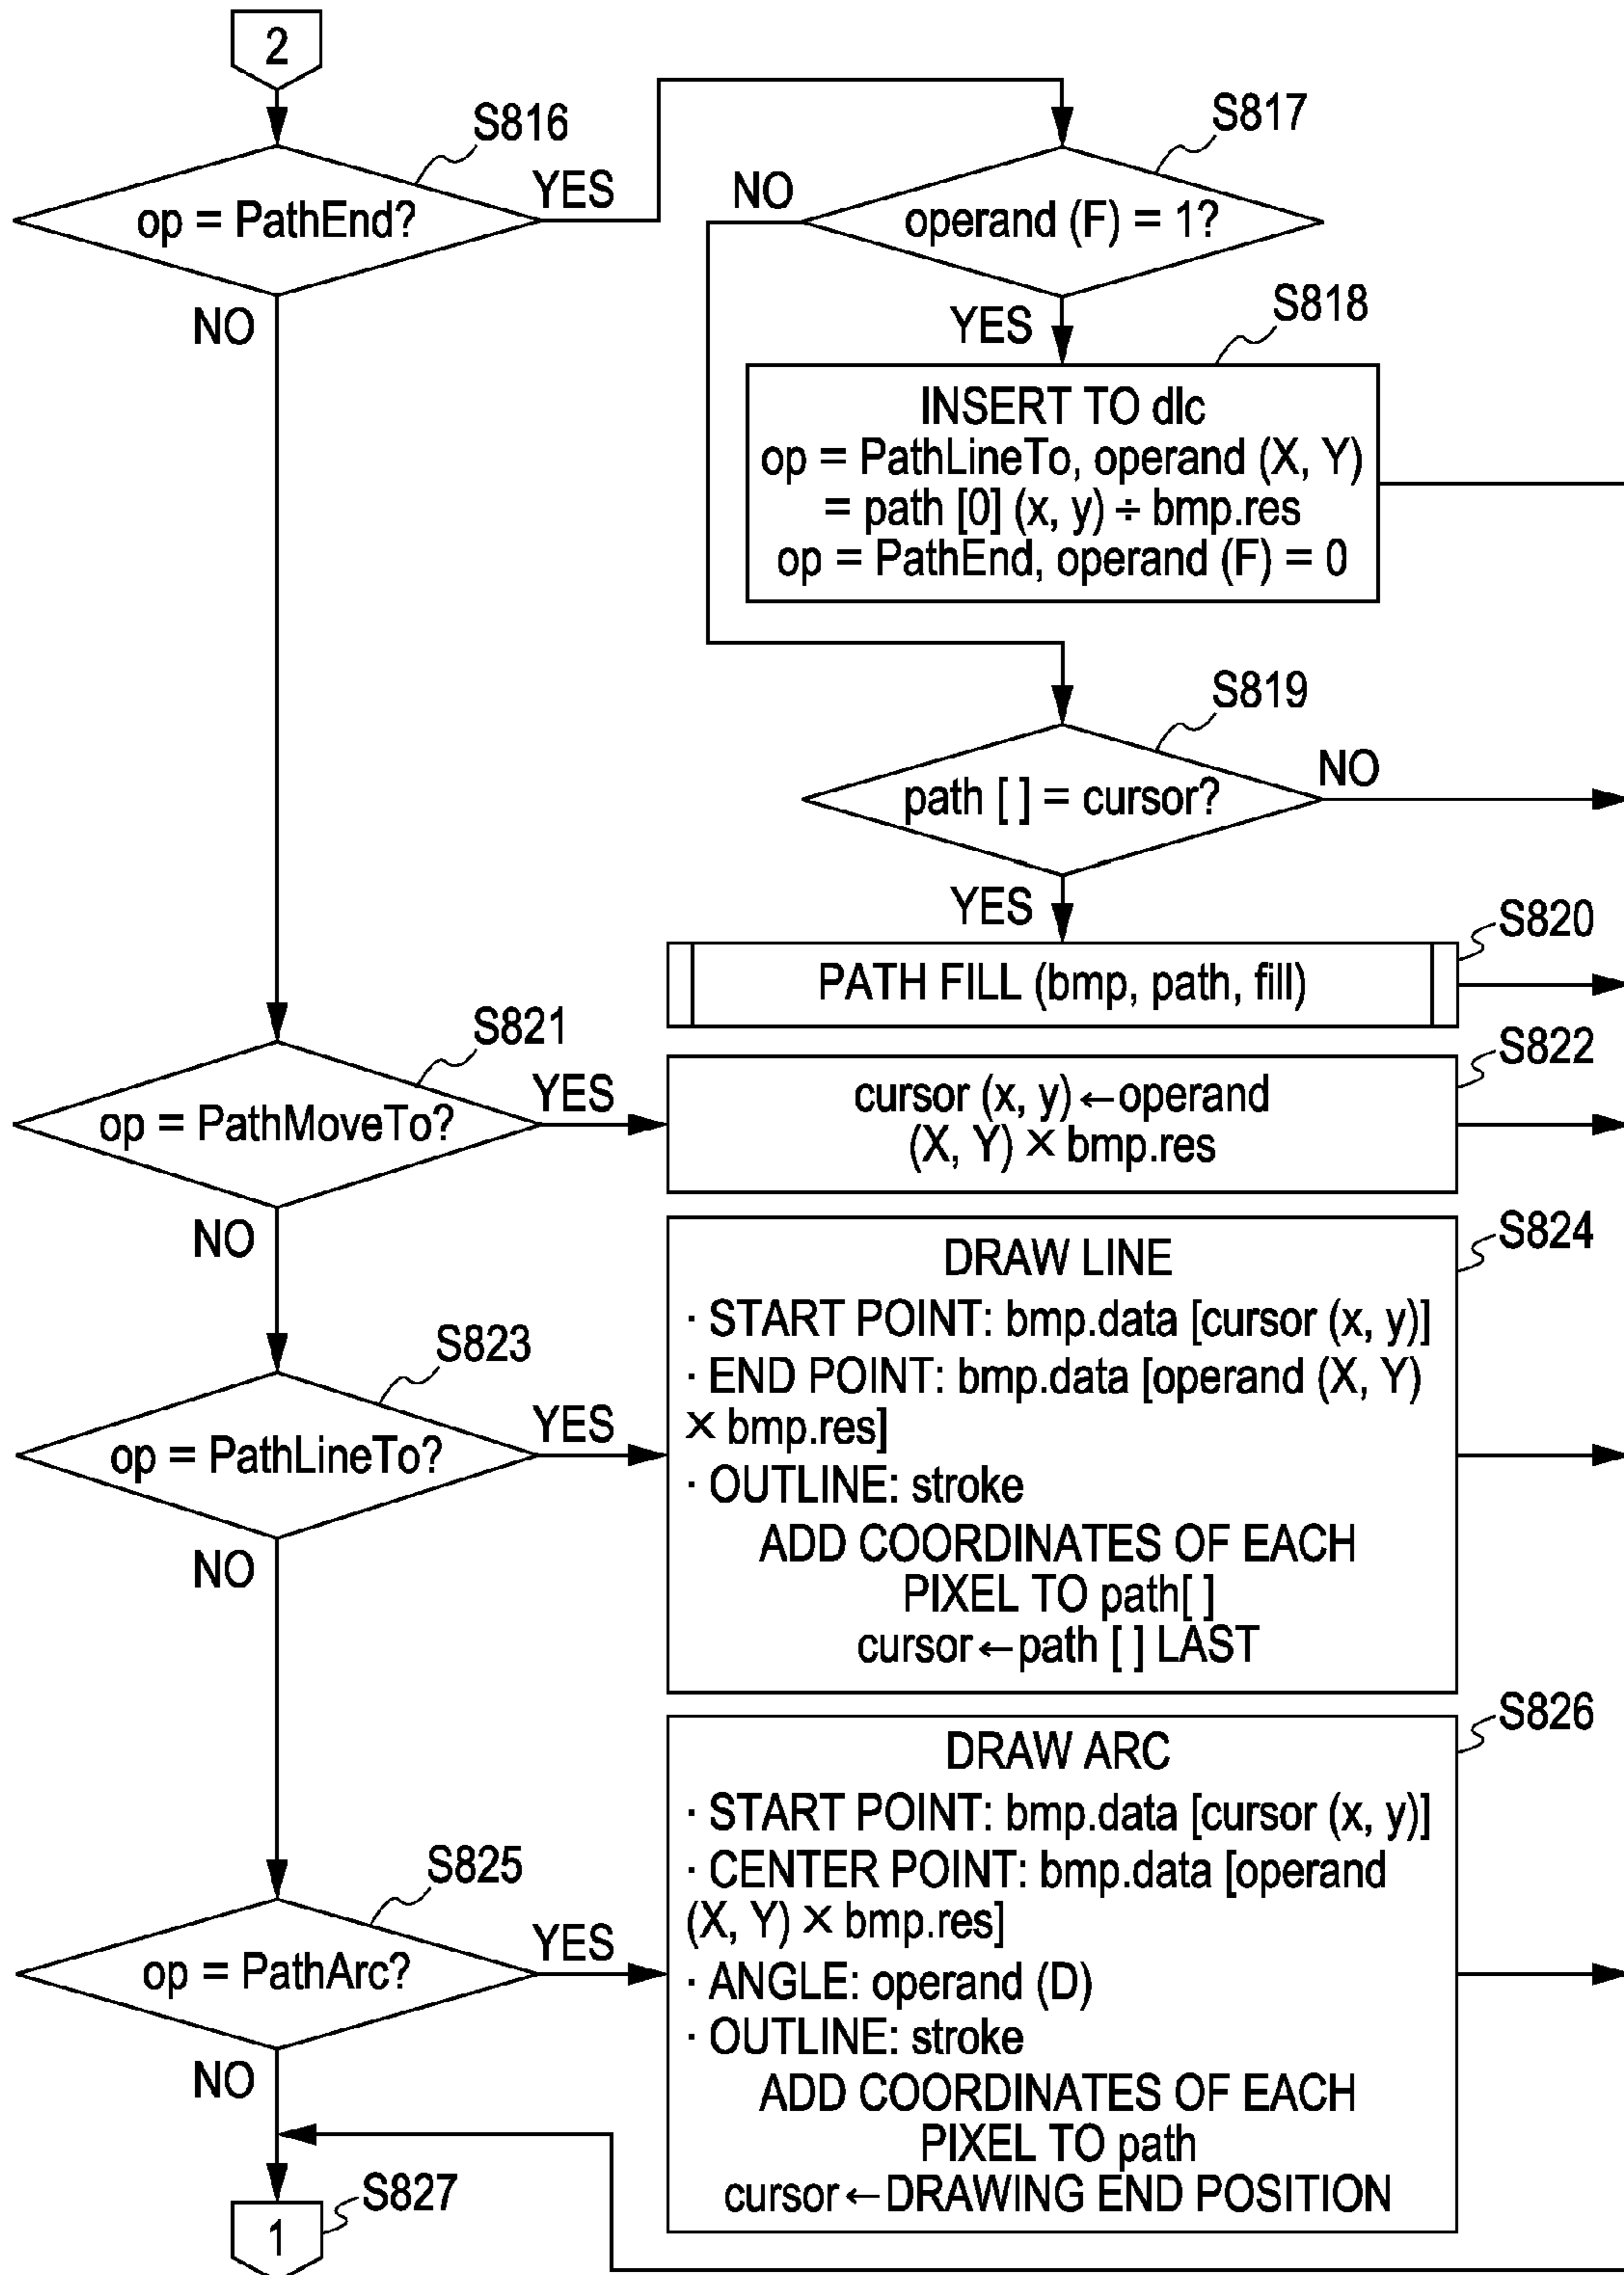 2
S816
op = PathEnd?
YES
NO
S817
operand (F) = 1?
NO
YES
S818
INSERT TO dlc
op = PathLineTo, operand (X, Y)
= path [0] (x, y) ÷ bmp.res
op = PathEnd, operand (F) = 0
S819
path [ ] = cursor?
NO
YES
S820
PATH FILL (bmp, path, fill)
S821
op = PathMoveTo?
YES
NO
S822
cursor (x, y) ← operand
(X, Y) × bmp.res
S823
op = PathLineTo?
YES
NO
S824
DRAW LINE
· START POINT: bmp.data [cursor (x, y)]
· END POINT: bmp.data [operand (X, Y)
× bmp.res]
· OUTLINE: stroke
ADD COORDINATES OF EACH
PIXEL TO path[ ]
cursor ← path [ ] LAST
S825
op = PathArc?
YES
NO
S826
DRAW ARC
· START POINT: bmp.data [cursor (x, y)]
· CENTER POINT: bmp.data [operand
(X, Y) × bmp.res]
· ANGLE: operand (D)
· OUTLINE: stroke
ADD COORDINATES OF EACH
PIXEL TO path
cursor ← DRAWING END POSITION
S827
1